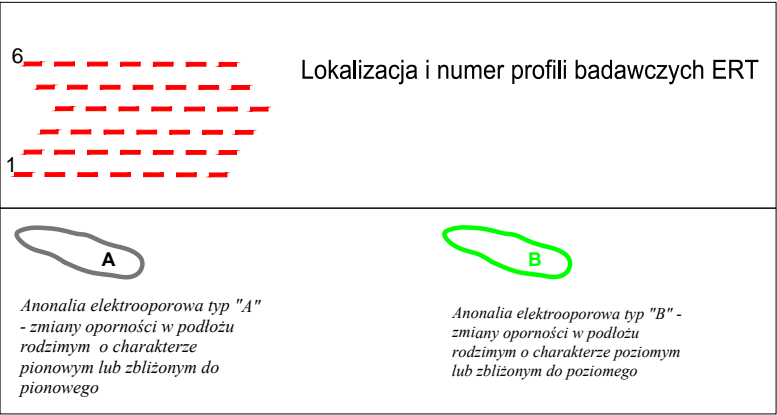 6
Lokalizacja i numer profili badawczych ERT
1
A
Anonalia elektrooporowa typ "A"
- zmiany oporności w podłożu
rodzimym o charakterze
pionowym lub zbliżonym do
pionowego
B
Anonalia elektrooporowa typ "B" -
zmiany oporności w podłożu
rodzimym o charakterze poziomym
lub zbliżonym do poziomego